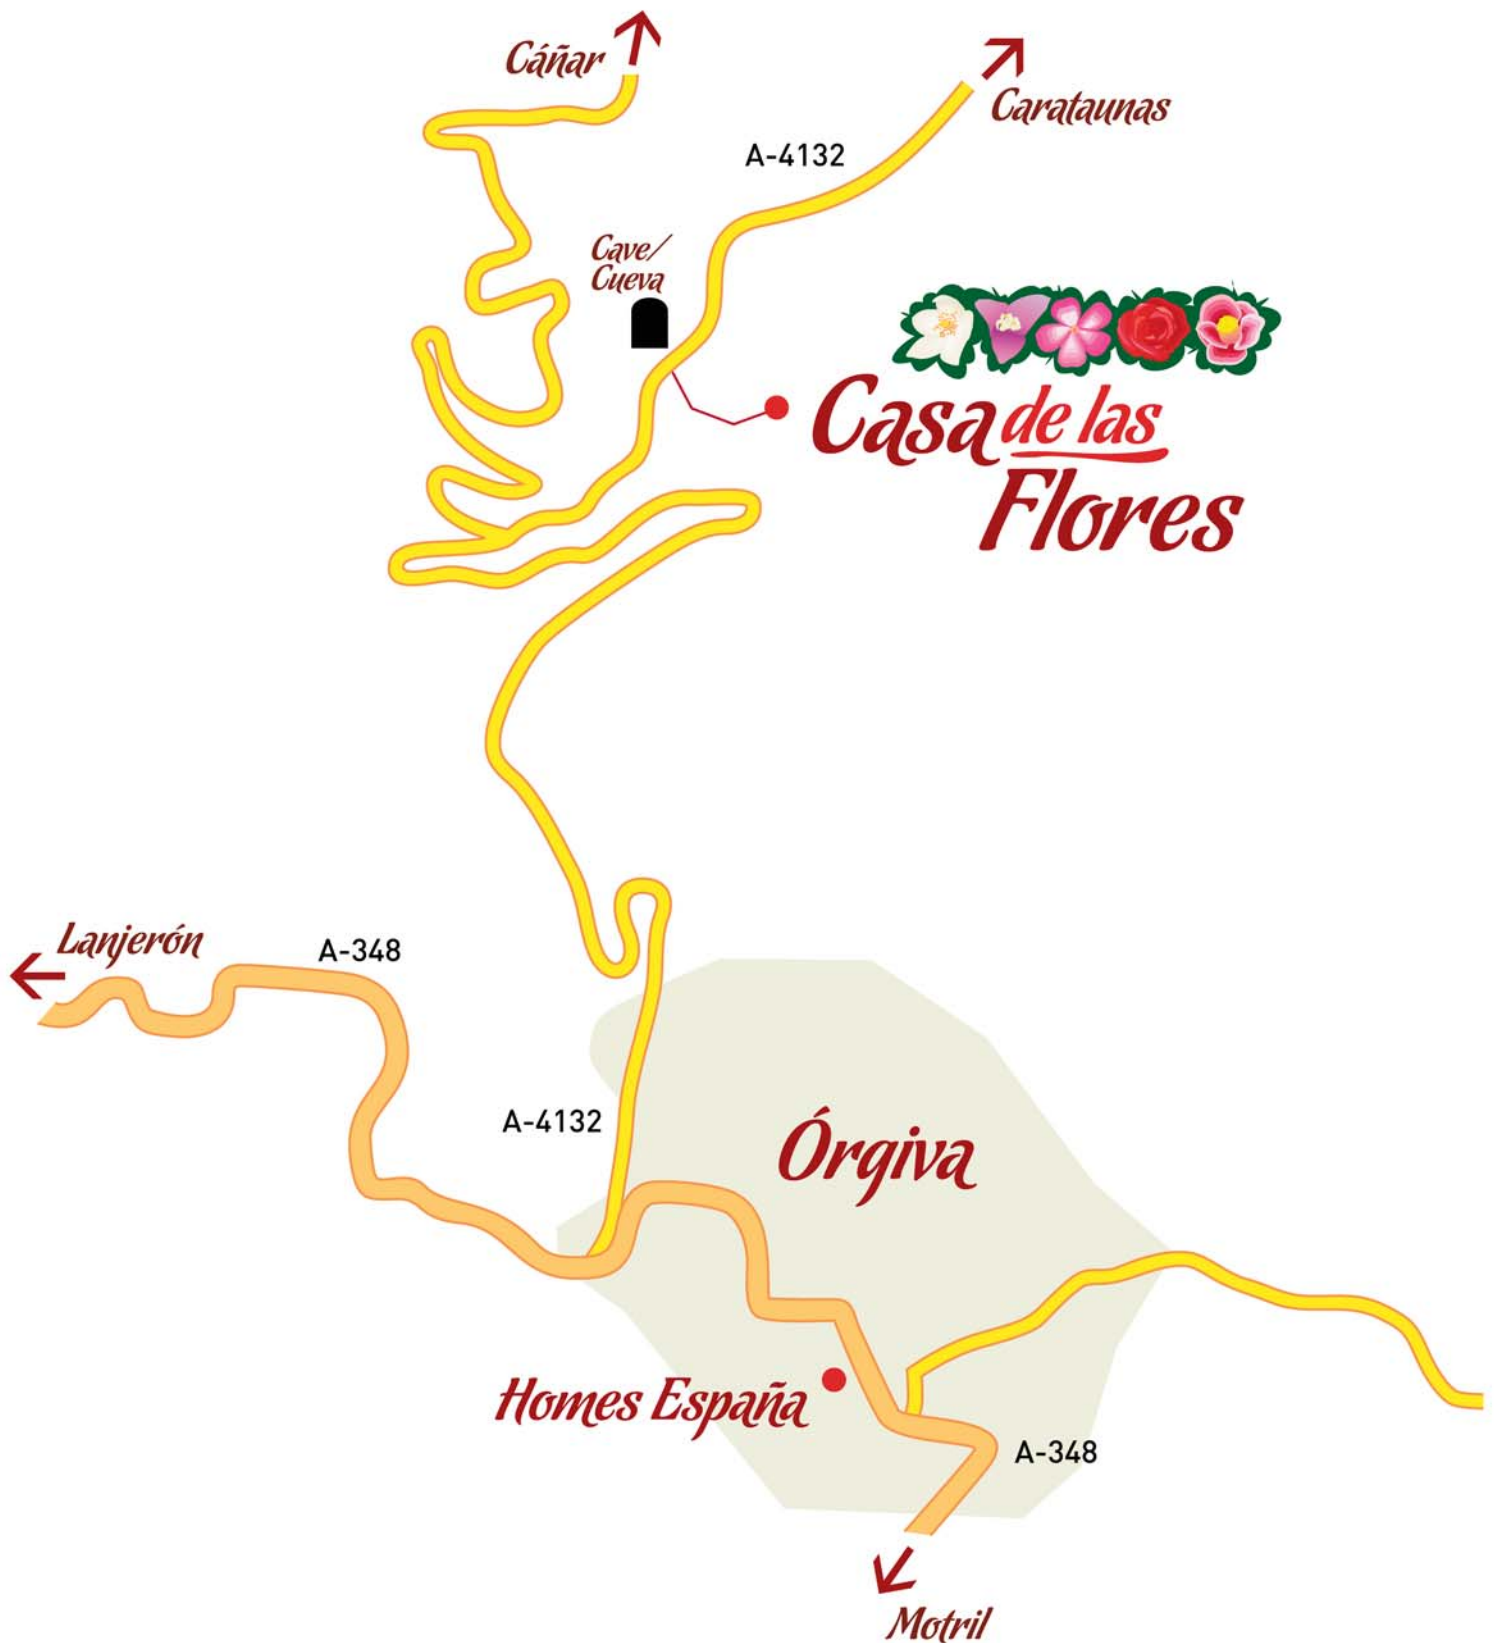 Cáñar
Carataunas
A-4132
Cave/
Cueva
Casa de las
Flores
Lanjerón
A-348
A-4132
Órgiva
Homes España
A-348
Motril